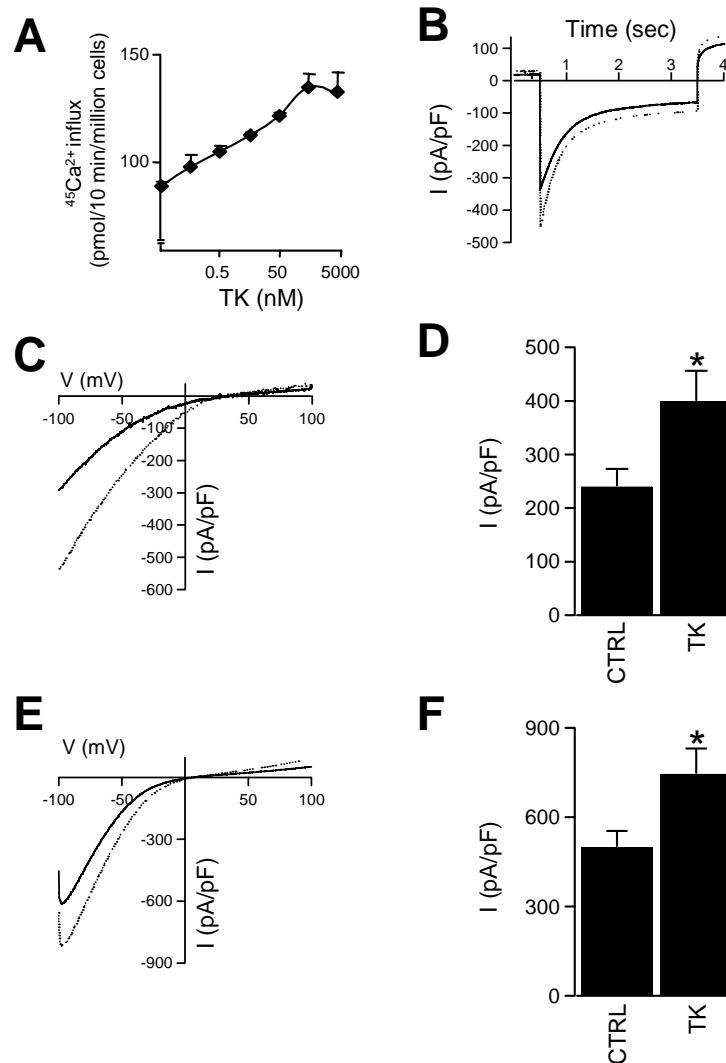 A
150
100
⁴⁵Ca²⁺ influx
(pmol/10 min/million cells)
0.5
50
5000
TK (nM)
B
Time (sec)
100
0
-100
-200
-300
-400
-500
1
2
3
4
I (pA/pF)
C
V (mV)
-100
-50
0
50
100
-100
-200
-300
-400
-500
-600
I (pA/pF)
D
500
400
300
200
100
0
I (pA/pF)
*
CTRL
TK
E
V (mV)
-100
-50
0
50
100
-300
-600
-900
I (pA/pF)
F
900
600
300
0
I (pA/pF)
*
CTRL
TK